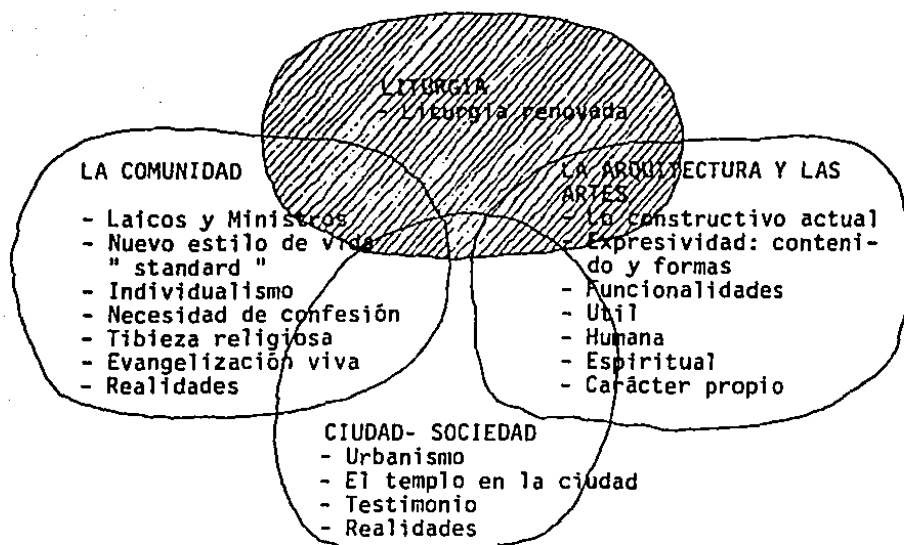 LITURGIA
- Liturgia renovada
LA COMUNIDAD
- Laicos y Ministros
- Nuevo estilo de vida
" standard "
- Individualismo
- Necesidad de confesión
- Tibieza religiosa
- Evangelización viva
- Realidades
LA ARQUITECTURA Y LAS
ARTES
- Lo constructivo actual
- Expresividad: conteni-
do y formas
- Funcionalidades
- Util
- Humana
- Espiritual
- Carácter propio
CIUDAD- SOCIEDAD
- Urbanismo
- El templo en la ciudad
- Testimonio
- Realidades